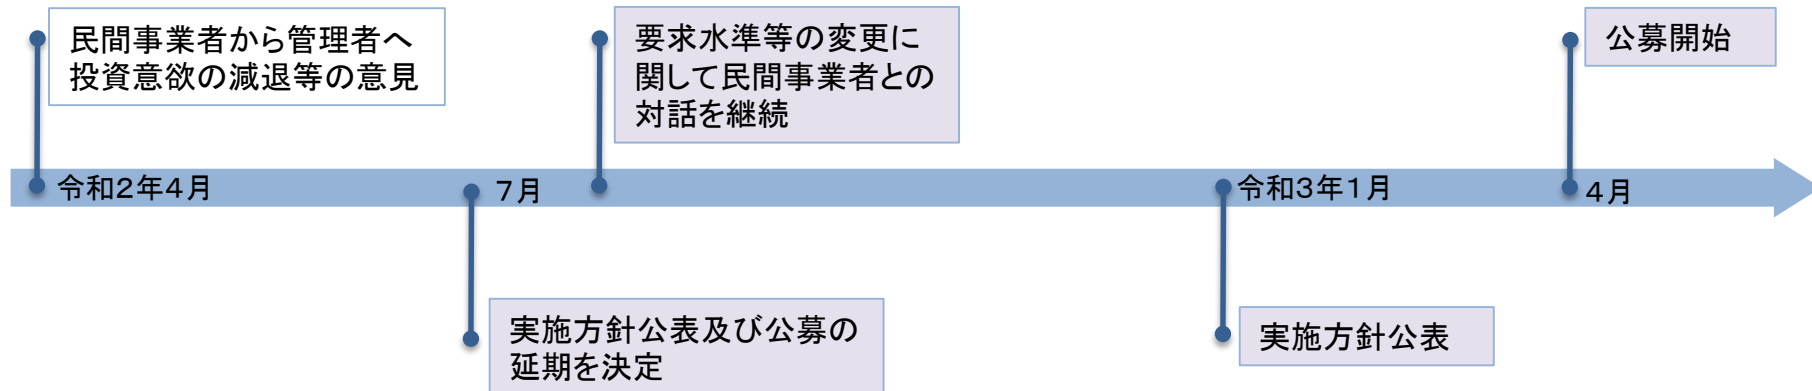 民間事業者から管理者へ
投資意欲の減退等の意見
要求水準等の変更に
関して民間事業者との
対話を継続
公募開始
令和2年4月
7月
令和3年1月
4月
実施方針公表及び公募の
延期を決定
実施方針公表